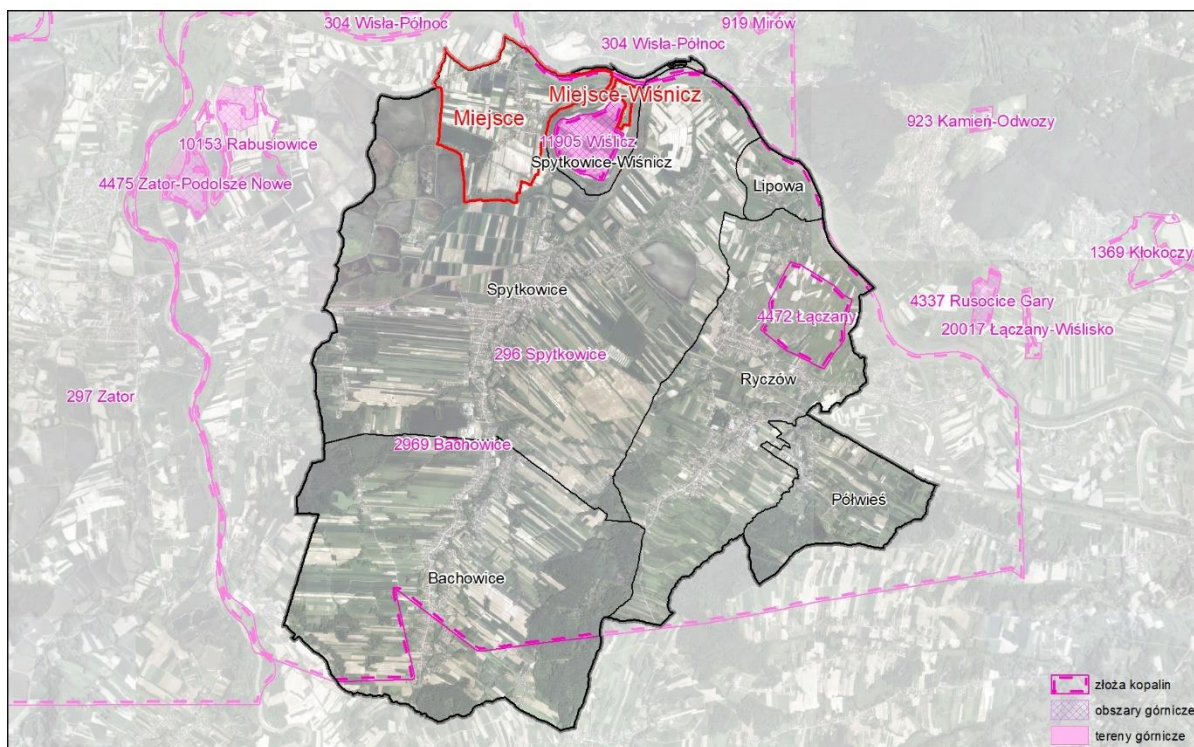 304 Wisła-Północ
919 Mirów
304 Wisła-Północ
Miejsce-Wiśnicz
Miejsce
923 Kamień-Odwozy
10153 Rabusiowice
11905 Wiślicz
Spytkowice-Wiśnicz
4475 Zator-Podolsze Nowe
Lipowa
1369 Kłokoczy
Spytkowice
4337 Rusocice Gary
4472 Łączany
20017 Łączany-Wiślisko
296 Spytkowice
Ryczów
297 Zator
2969 Bachowice
Półwieś
Bachowice
złoża kopalin
obszary górnicze
tereny górnicze